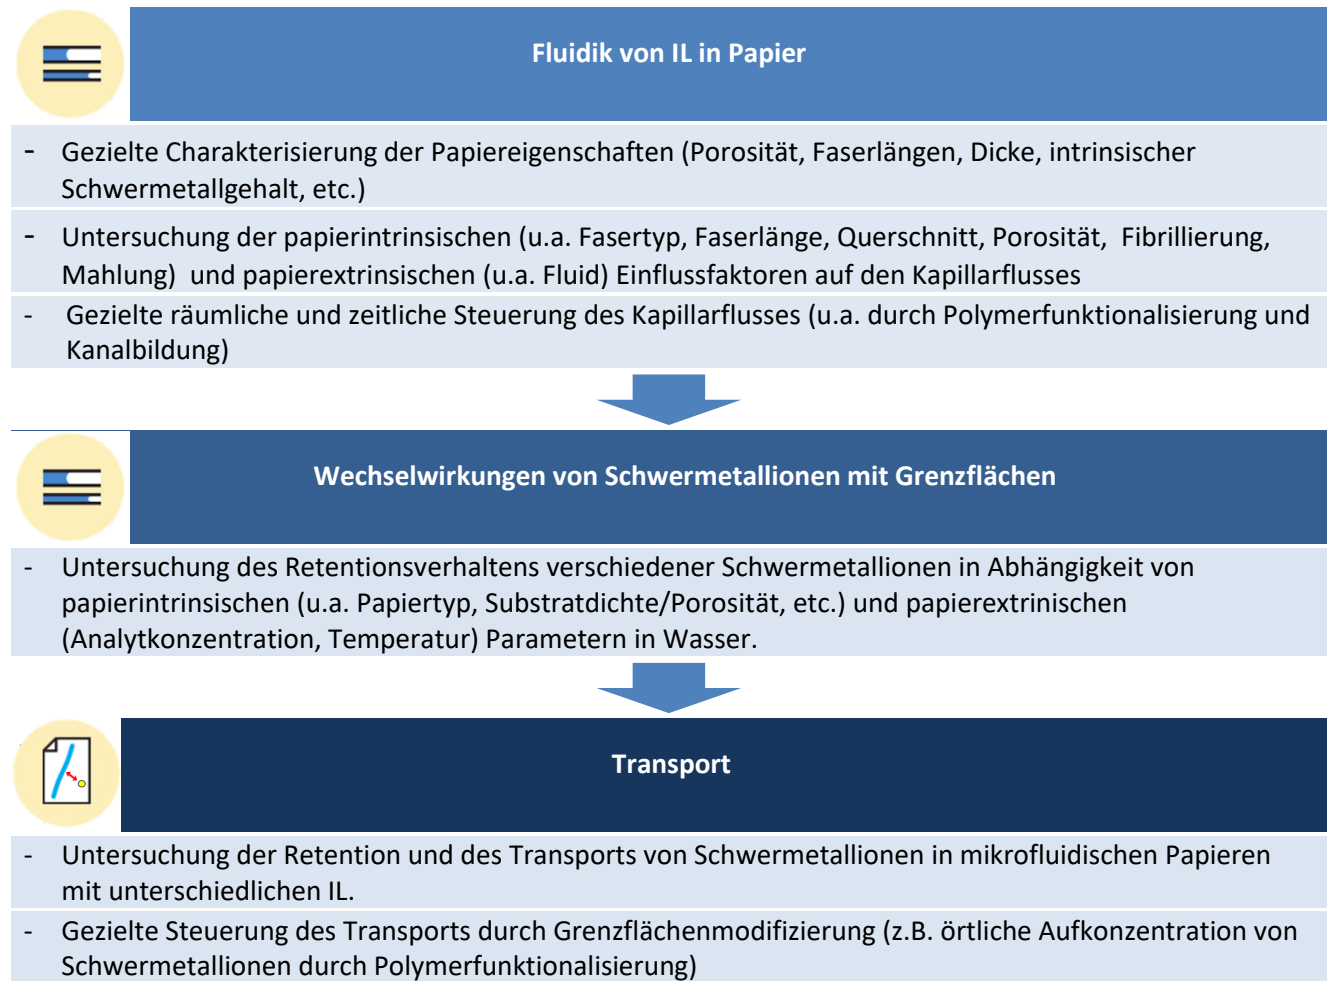 Fluidik von IL in Papier
- Gezielte Charakterisierung der Papiereigenschaften (Porosität, Faserlängen, Dicke, intrinsischer
Schwermetallgehalt, etc.)
- Untersuchung der papierintrinsischen (u.a. Fasertyp, Faserlänge, Querschnitt, Porosität, Fibrillierung,
Mahlung) und papierextrinsischen (u.a. Fluid) Einflussfaktoren auf den Kapillarflusses
- Gezielte räumliche und zeitliche Steuerung des Kapillarflusses (u.a. durch Polymerfunktionalisierung und
Kanalbildung)
Wechselwirkungen von Schwermetallionen mit Grenzflächen
- Untersuchung des Retentionsverhaltens verschiedener Schwermetallionen in Abhängigkeit von
papierintrinsischen (u.a. Papiertyp, Substratdichte/Porosität, etc.) und papierextrinischen
(Analytkonzentration, Temperatur) Parametern in Wasser.
Transport
- Untersuchung der Retention und des Transports von Schwermetallionen in mikrofluidischen Papieren
mit unterschiedlichen IL.
- Gezielte Steuerung des Transports durch Grenzflächenmodifizierung (z.B. örtliche Aufkonzentration von
Schwermetallionen durch Polymerfunktionalisierung)